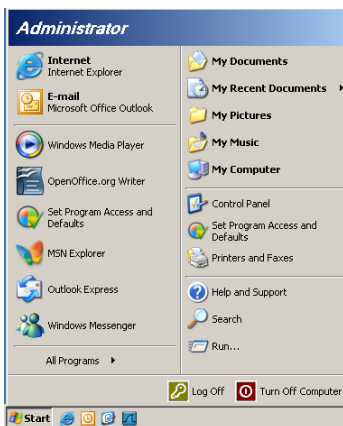 Administrator
Internet
Internet Explorer
E-mail
Microsoft Office Outlook
Windows Media Player
OpenOffice.org Writer
Set Program Access and
Defaults
MSN Explorer
Outlook Express
Windows Messenger
All Programs
My Documents
My Recent Documents
My Pictures
My Music
My Computer
Control Panel
Set Program Access and
Defaults
Printers and Faxes
Help and Support
Search
Run...
Log Off
Turn Off Computer
Start